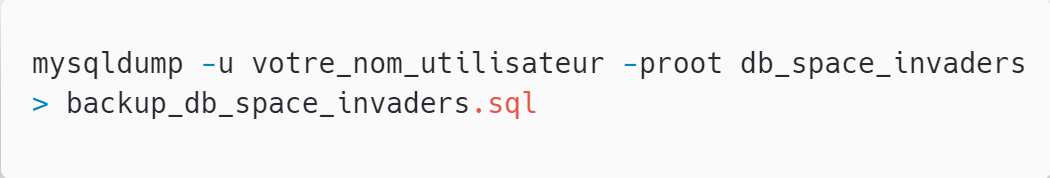 mysqldump -u votre_nom_utilisateur -proot db_space_invaders
> backup_db_space_invaders.sql